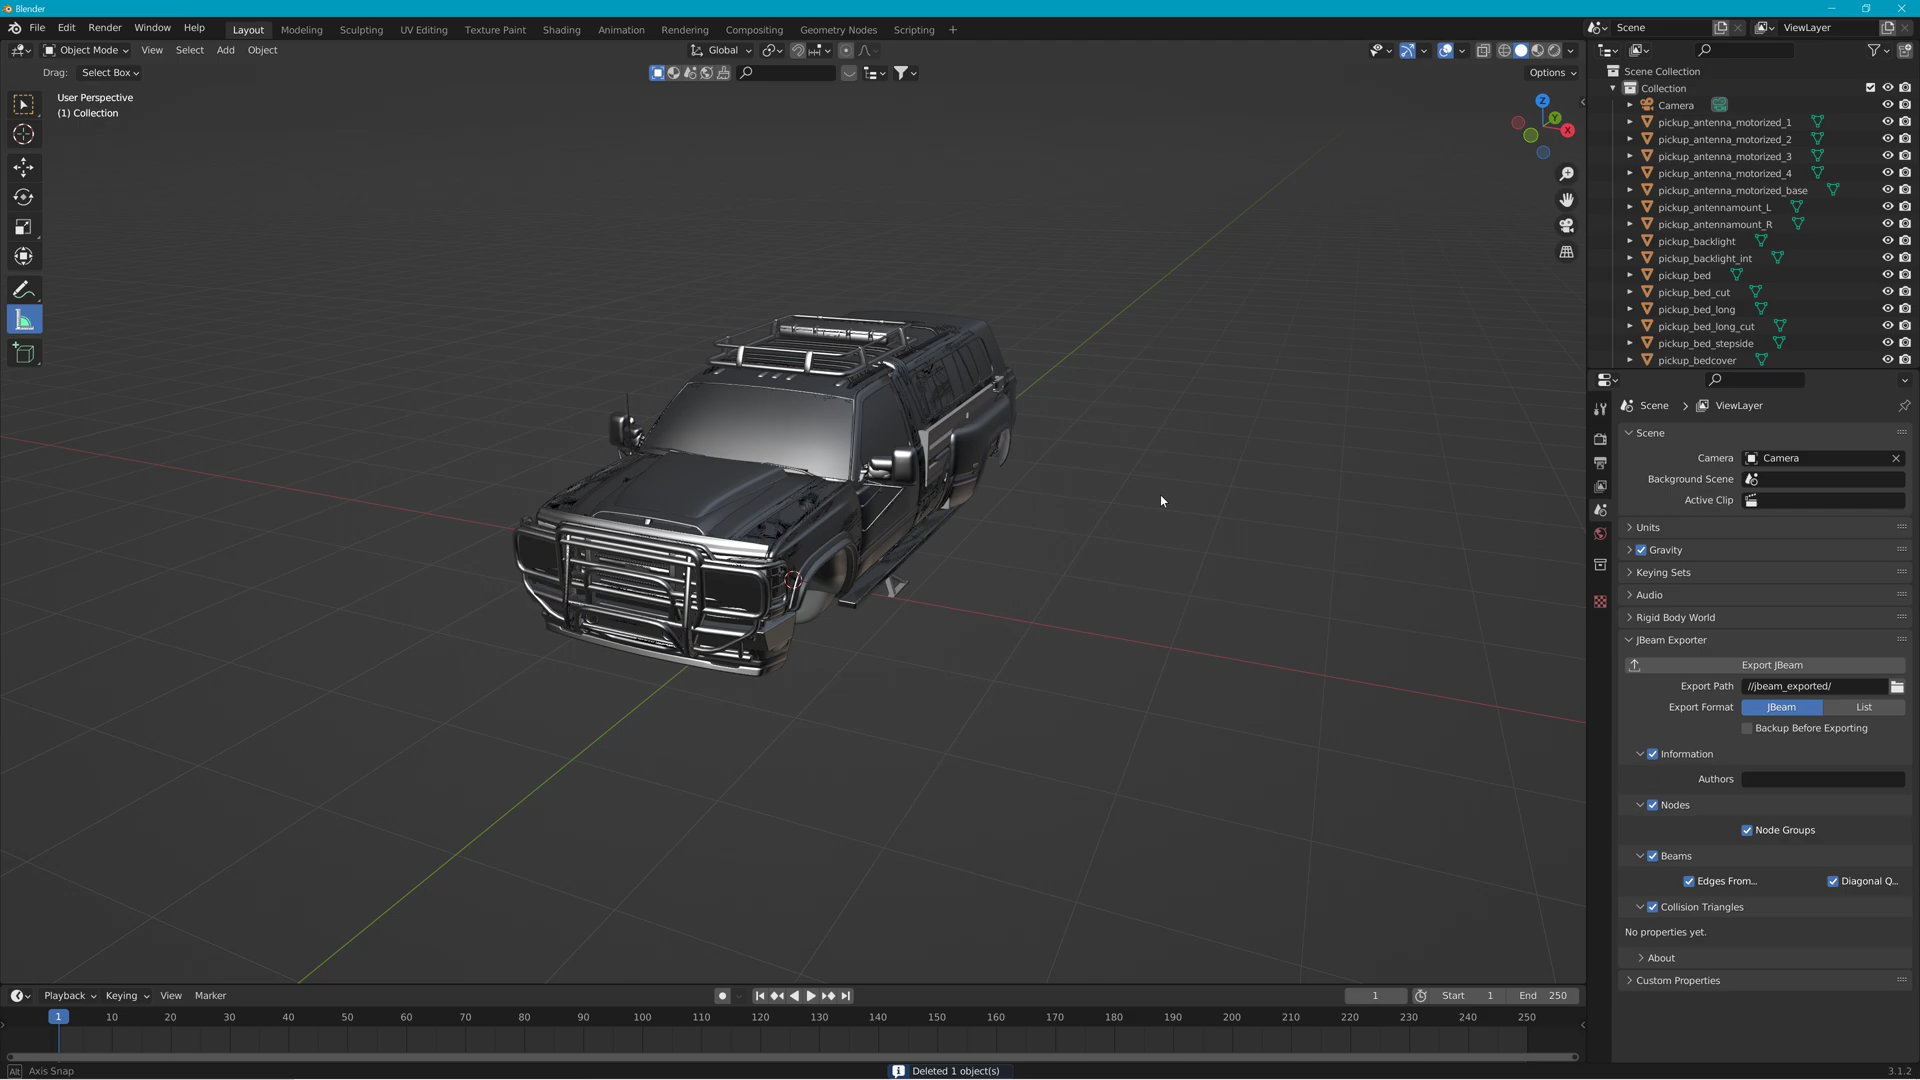 Blender
File Edit Render Window Help Layout Modeling Sculpting UV Editing Texture Paint Shading Animation Rendering Compositing Geometry Nodes Scripting + Scene ViewLayer
Object Mode View Select Add Object Global
Drag: Select Box Options
User Perspective
(1) Collection
Z
Y
X
Scene Collection
Collection
Camera
pickup_antenna_motorized_1
pickup_antenna_motorized_2
pickup_antenna_motorized_3
pickup_antenna_motorized_4
pickup_antenna_motorized_base
pickup_antennamount_L
pickup_antennamount_R
pickup_backlight
pickup_backlight_int
pickup_bed
pickup_bed_cut
pickup_bed_long
pickup_bed_long_cut
pickup_bed_stepside
pickup_bedcover
Scene ViewLayer
Scene
Camera Camera
Background Scene
Active Clip
Units
Gravity
Keying Sets
Audio
Rigid Body World
JBeam Exporter
Export JBeam
Export Path //jbeam_exported/
Export Format JBeam List
Backup Before Exporting
Information
Authors
Nodes
Node Groups
Beams
Edges From... Diagonal Q...
Collision Triangles
No properties yet.
About
Custom Properties
Playback Keying View Marker 1 Start 1 End 250
1 10 20 30 40 50 60 70 80 90 100 110 120 130 140 150 160 170 180 190 200 210 220 230 240 250
Alt Axis Snap Deleted 1 object(s) 3.1.2